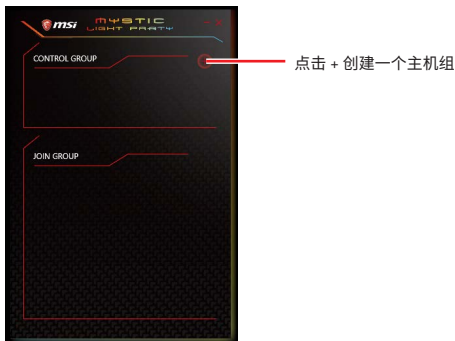 msi MYSTIC
LIGHT PARTY
CONTROL GROUP
点击 + 创建一个主机组
JOIN GROUP